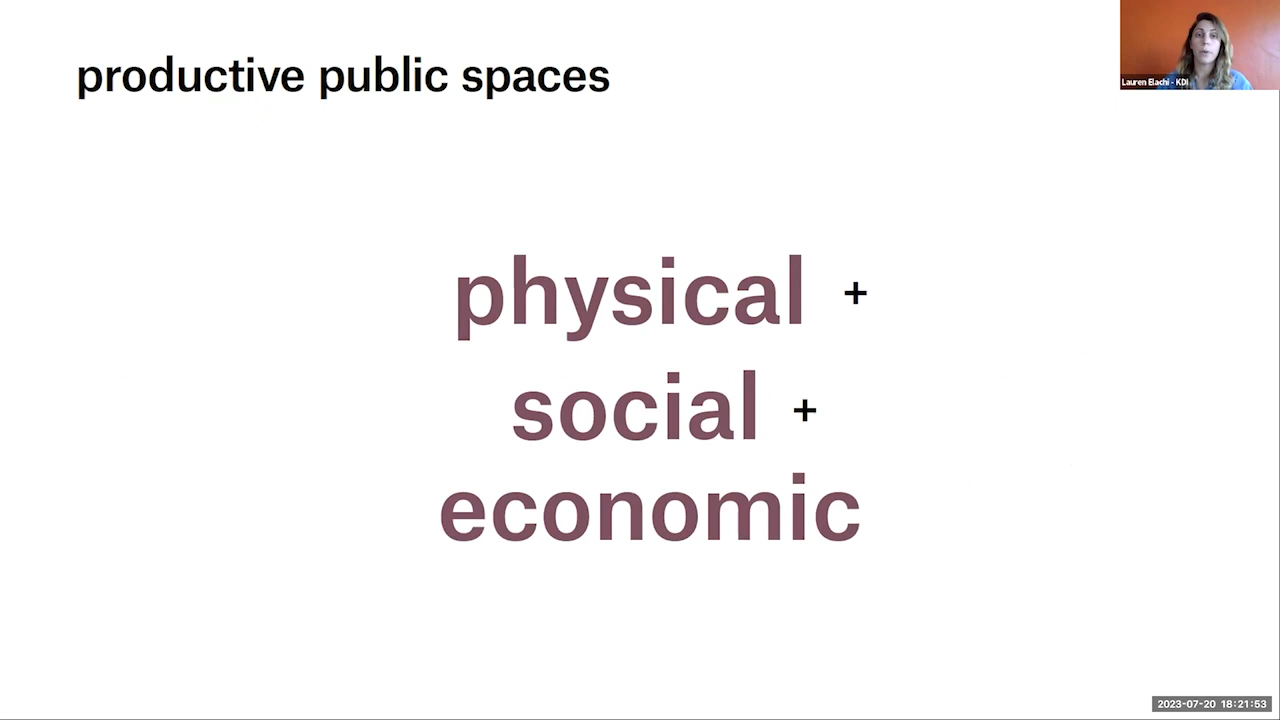 productive public spaces
Lauren Elachi - KDI
physical +
social +
economic
2023-07-20 18:21:53